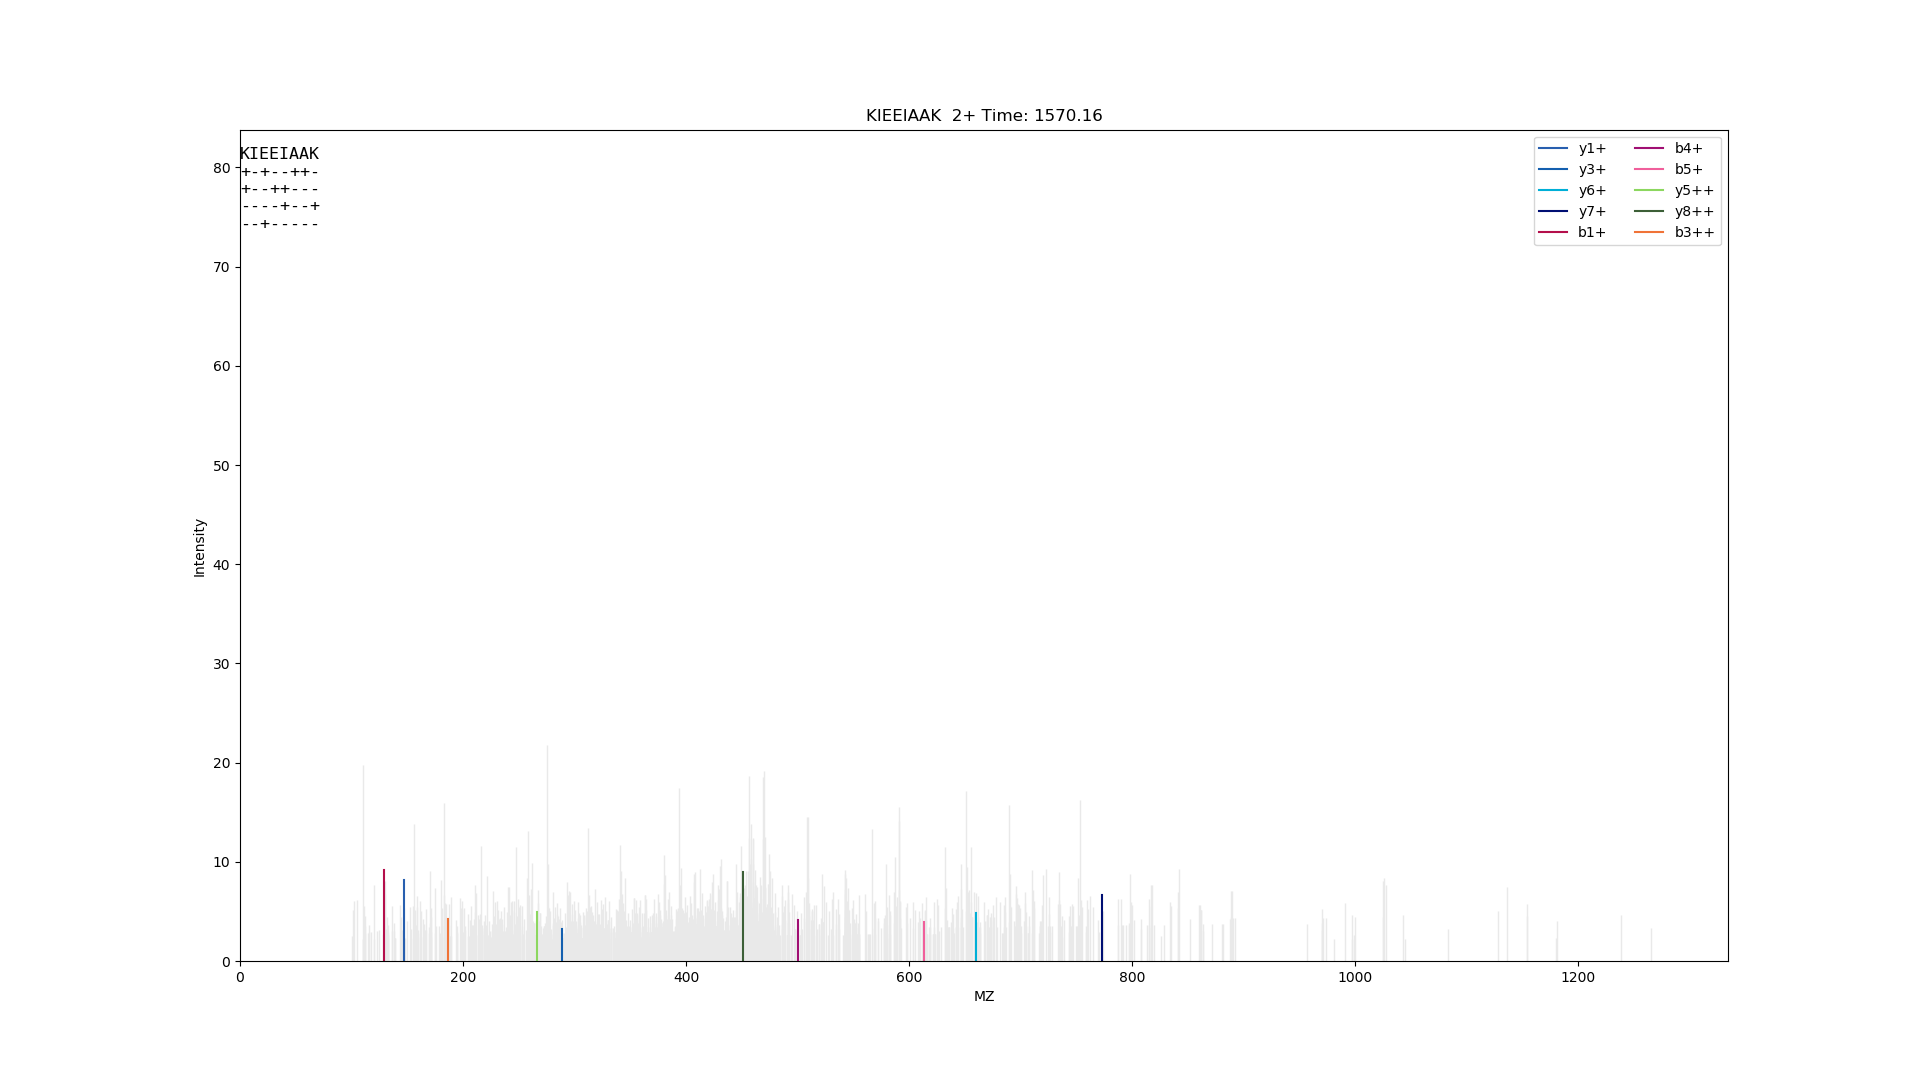 KIEEIAAK  2+ Time: 1570.16
KIEEIAAK
+-+--++-
+--++---
----+--+
--+-----
y1+
y3+
y6+
y7+
b1+
b4+
b5+
y5++
y8++
b3++
80
70
60
50
40
30
20
10
0
Intensity
0 200 400 600 800 1000 1200
MZ